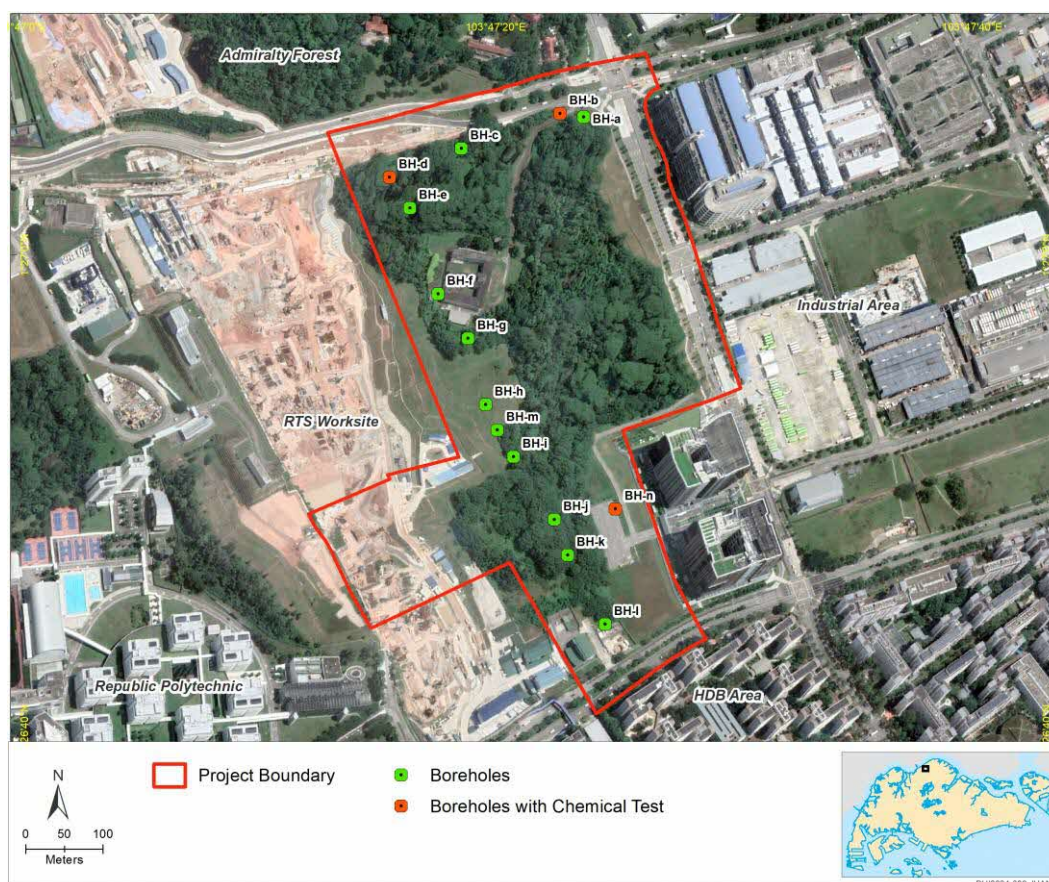 103°47'20"E
103°47'40"E
Admiralty Forest
BH-b
BH-a
BH-c
BH-d
BH-e
BH-f
Industrial Area
BH-g
BH-h
RTS Worksite
BH-m
BH-i
BH-n
BH-j
BH-k
BH-l
Republic Polytechnic
HDB Area
N
Project Boundary
Boreholes
Boreholes with Chemical Test
0 50 100
Meters